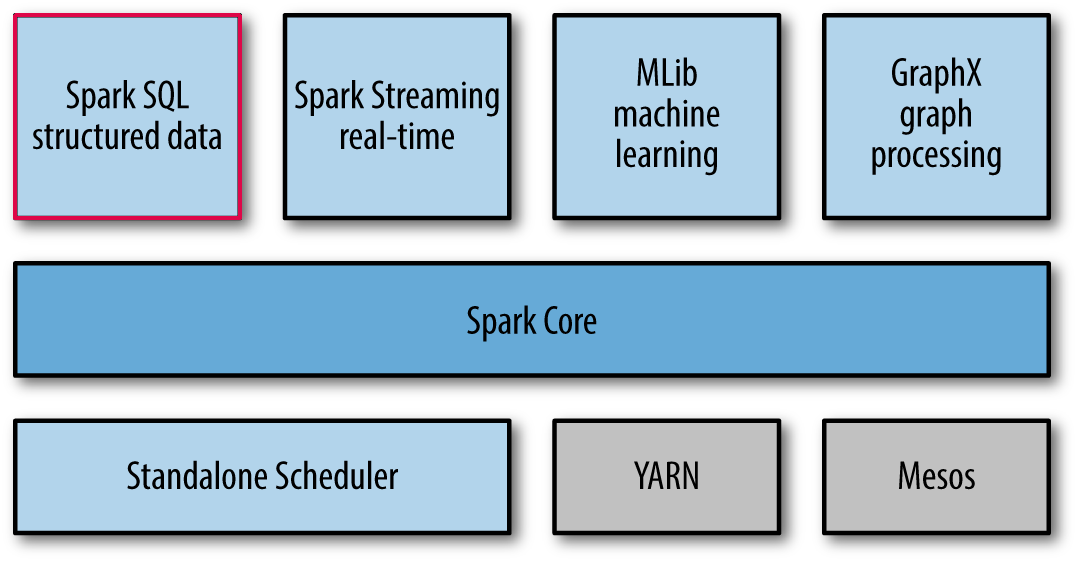 Spark SQL
structured data
Spark Streaming
real-time
MLib
machine
learning
GraphX
graph
processing
Spark Core
Standalone Scheduler
YARN
Mesos